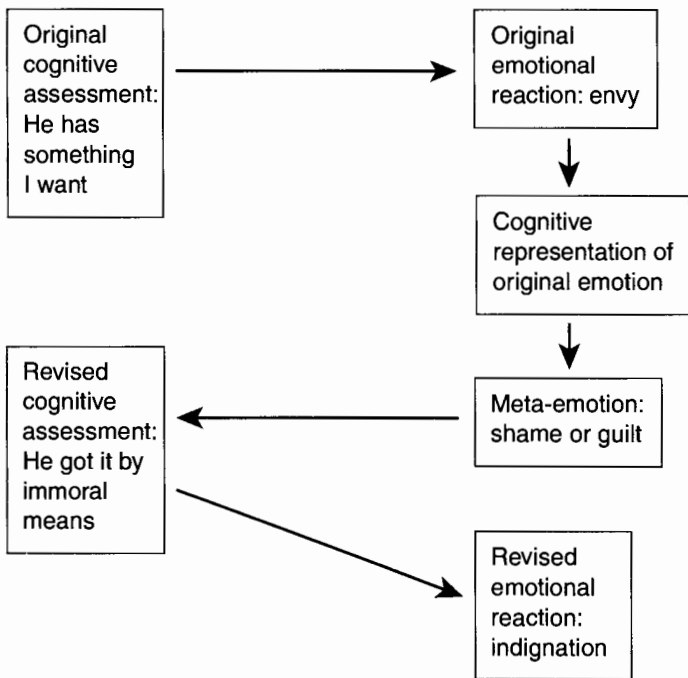 Original
cognitive
assessment:
He has
something
I want
Original
emotional
reaction: envy
Cognitive
representation of
original emotion
Meta-emotion:
shame or guilt
Revised
cognitive
assessment:
He got it by
immoral
means
Revised
emotional
reaction:
indignation